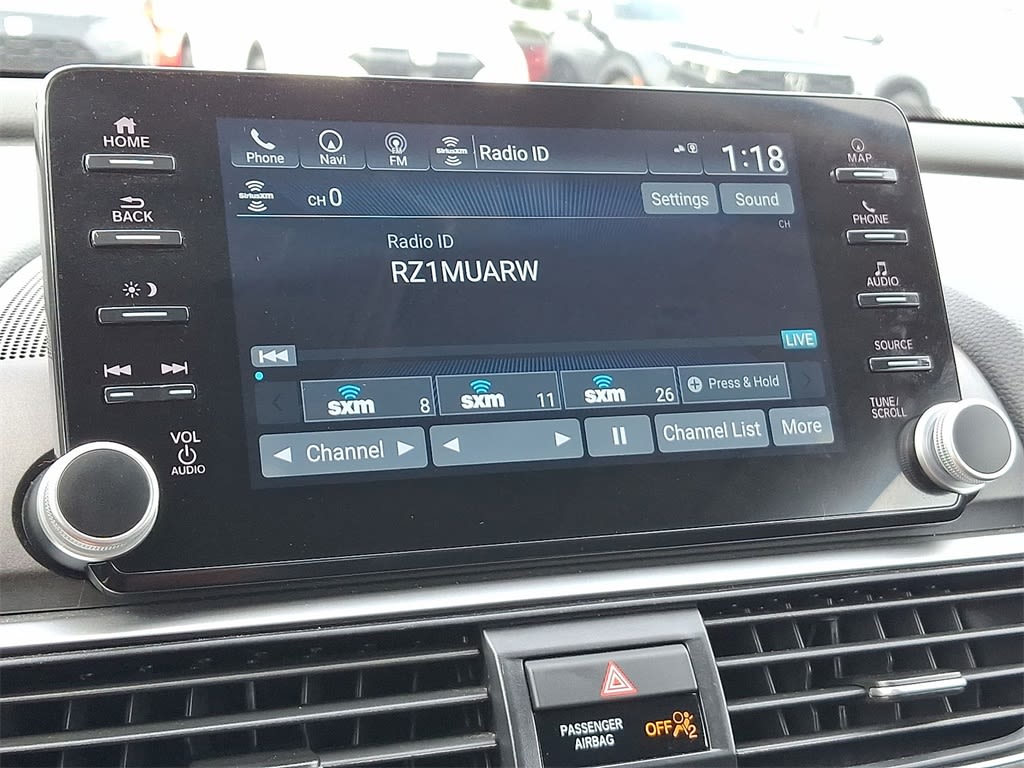 HOME
BACK
VOL
AUDIO
Phone
Navi
FM
FM
SiriusXM
Radio ID
1:18
SiriusXM
CH 0
Settings
Sound
CH
Radio ID
RZ1MUARW
LIVE
sxm 8
sxm 11
sxm 26
Press & Hold
Channel
Channel List
More
MAP
PHONE
AUDIO
SOURCE
TUNE/
SCROLL
PASSENGER
AIRBAG
OFF
2